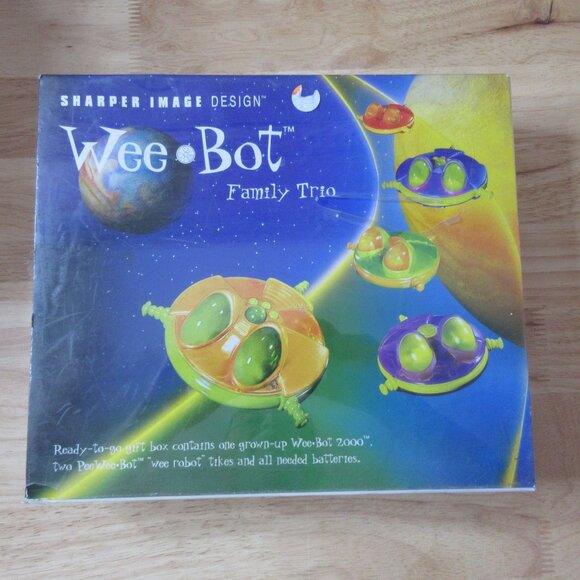 SHARPER IMAGE DESIGN™
Wee•Bot™
Family Trio
Ready-to-go gift box contains one grown-up Wee•Bot 2000™,
two PeeWee•Bot™ "wee robot" tikes and all needed batteries.